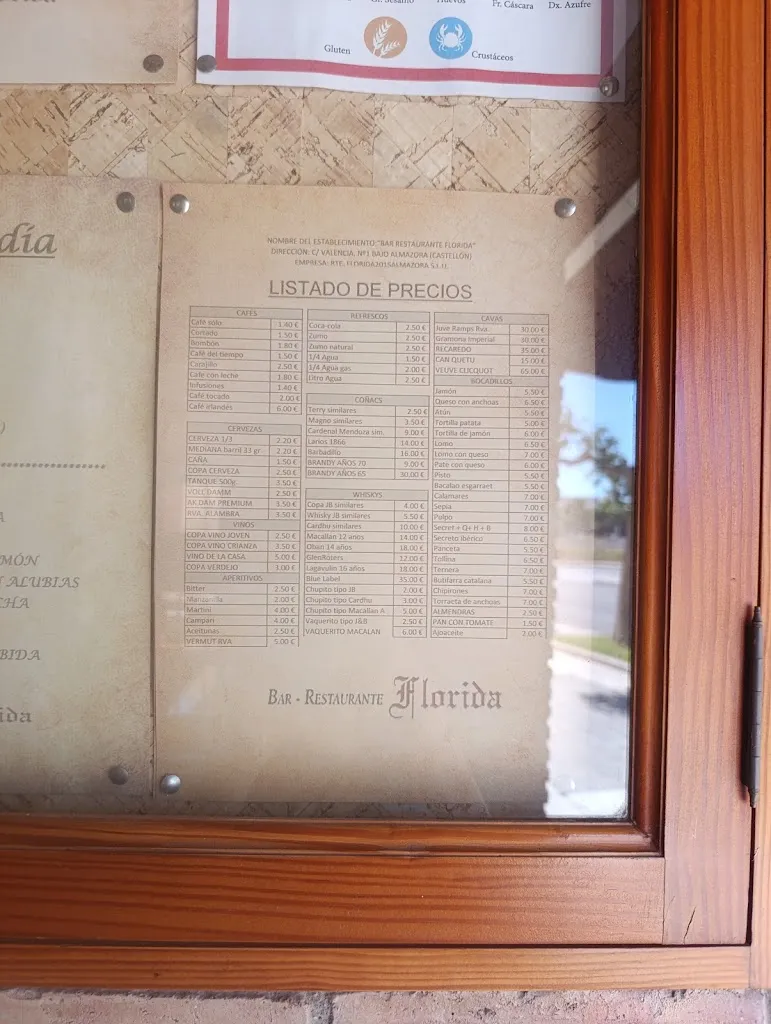 Gr. Sésamo Huevos Fr. Cáscara Dx. Azufre
Gluten Crustáceos
día
MÓN
ALUBIAS
CHA
BIDA
NOMBRE DEL ESTABLECIMIENTO:"BAR RESTAURANTE FLORIDA"
DIRECCION: C/ VALENCIA. Nº1 BAJO ALMAZORA (CASTELLÓN)
EMPRESA: RTE. FLORIDA2018ALMAZORA S.L.U.
LISTADO DE PRECIOS
CAFÉS
Café solo 1.40 €
Cortado 1.50 €
Bombón 1.80 €
Café del tiempo 1.50 €
Carajillo 2.50 €
Café con leche 1.80 €
Infusiones 1.40 €
Café tocado 2.00 €
Café irlandés 6.00 €
CERVEZAS
CERVEZA 1/3 2.20 €
MEDIANA barril 33 gr 2.20 €
CAÑA 1.50 €
COPA CERVEZA 2.50 €
TANQUE 500g. 3.50 €
VOLL DAMM 2.50 €
AK DAM PREMIUM 3.50 €
RVA. ALAMBRA 3.50 €
VINOS
COPA VINO JOVEN 2.50 €
COPA VINO CRIANZA 3.50 €
VINO DE LA CASA 5.00 €
COPA VERDEJO 3.00 €
APERITIVOS
Bitter 2.50 €
Manzanilla 2.00 €
Martini 4.00 €
Campari 4.00 €
Aceitunas 2.50 €
VERMUT RVA 5.00 €
REFRESCOS
Coca-cola 2.50 €
Zumo 2.50 €
Zumo natural 2.50 €
1/4 Agua 1.50 €
1/4 Agua gas 2.00 €
Litro Agua 2.50 €
COÑACS
Terry similares 2.50 €
Magno similares 3.50 €
Cardenal Mendoza sim. 9.00 €
Larios 1866 14.00 €
Barbadillo 16.00 €
BRANDY AÑOS 70 9.00 €
BRANDY AÑOS 65 30.00 €
WHISKYS
Copa JB similares 4.00 €
Whisky JB similares 5.50 €
Cardhu similares 10.00 €
Macallan 12 anos 14.00 €
Oban 14 años 18.00 €
GlenRosers 12.00 €
Lagavulin 16 años 18.00 €
Blue Label 35.00 €
Chupito tipo JB 2.00 €
Chupito tipo Cardhu 3.00 €
Chupito tipo Macallan A 5.00 €
Vaquerito tipo J&B 2.50 €
VAQUERITO MACALAN 6.00 €
CAVAS
Juve Ramps Rva. 30.00 €
Gramona Imperial 30.00 €
RECAREDO 35.00 €
CAN QUETU 15.00 €
VEUVE CLICQUOT 65.00 €
BOCADILLOS
Jamón 5.50 €
Queso con anchoas 6.50 €
Atún 5.50 €
Tortilla patata 5.00 €
Tortilla de jamón 6.00 €
Lomo 6.50 €
Lomo con queso 7.00 €
Pate con queso 6.00 €
Pisto 5.50 €
Bacalao esgarraet 5.50 €
Calamares 7.00 €
Sepia 7.00 €
Pulpo 7.00 €
Secret + Q+ H + B 8.00 €
Secreto ibérico 6.50 €
Panceta 5.50 €
Tollina 6.50 €
Ternera 7.00 €
Butifarra catalana 5.50 €
Chipirones 7.00 €
Torracta de anchoas 7.00 €
ALMENDRAS 2.50 €
PAN CON TOMATE 1.50 €
Ajoaceite 2.00 €
BAR - RESTAURANTE Florida
ida